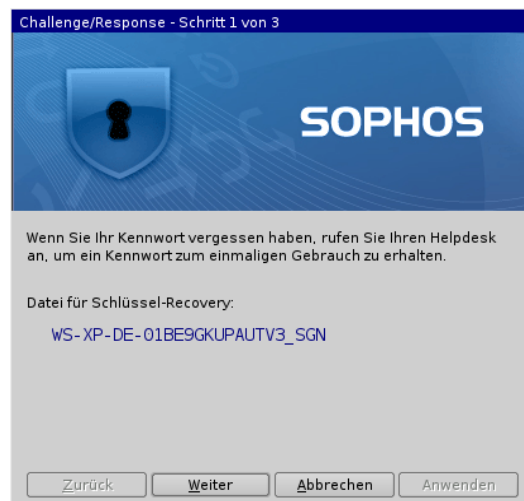 Challenge/Response - Schritt 1 von 3
SOPHOS
Wenn Sie Ihr Kennwort vergessen haben, rufen Sie Ihren Helpdesk
an, um ein Kennwort zum einmaligen Gebrauch zu erhalten.
Datei für Schlüssel-Recovery:
WS-XP-DE-01BE9GKUPAUTV3_SGN
Zurück Weiter Abbrechen Anwenden